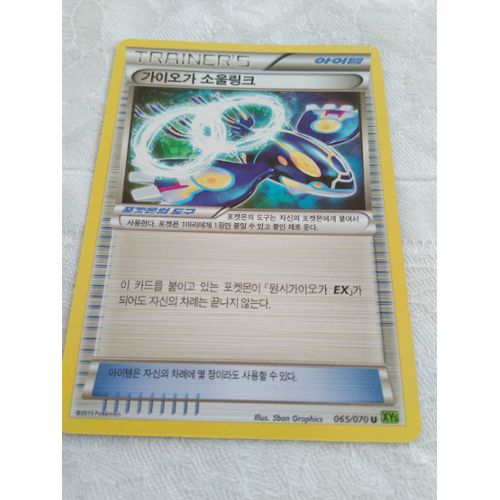 TRAINER'S
아이템
가이오가 소울링크
포켓몬의 도구
포켓몬의 도구는 자신의 포켓몬에게 붙여서
사용한다. 포켓몬 1마리에게 1장만 붙일 수 있고 붙인 채로 둔다.
이 카드를 붙이고 있는 포켓몬이 「원시가이오가 EX」가
되어도 자신의 차례는 끝나지 않는다.
아이템은 자신의 차례에 몇 장이라도 사용할 수 있다.
©2015 Pokémon
Illus. 5ban Graphics
065/070 U
XY5